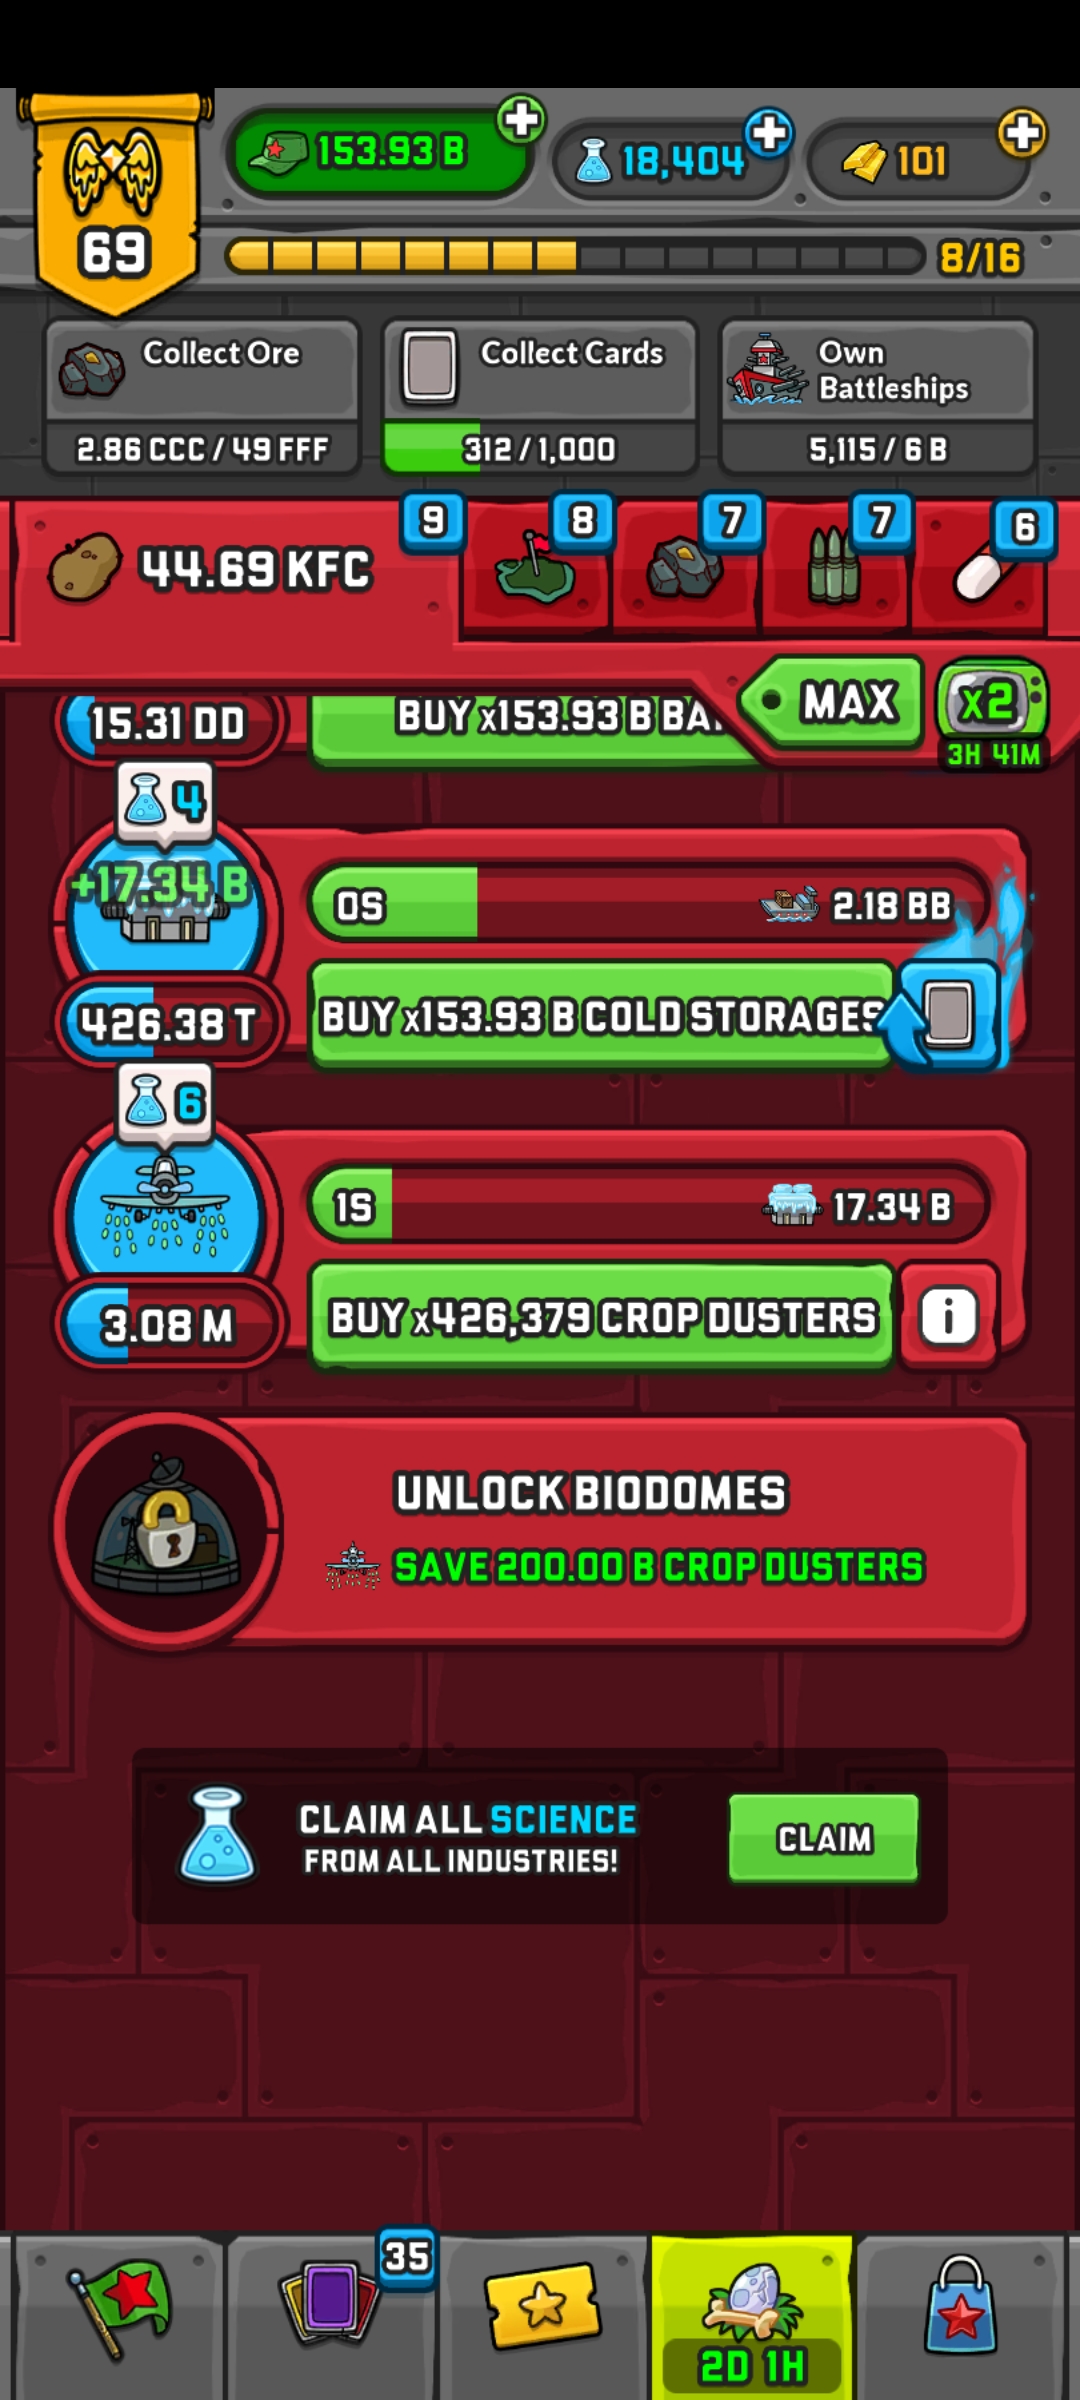 153.93 B
18,404
101
69
8/16
Collect Ore
2.86 CCC / 49 FFF
Collect Cards
312 / 1,000
Own
Battleships
5,115 / 6 B
44.69 KFC
9
8
7
7
6
MAX
x2
3H 41M
15.31 DD
BUY x153.93 B BA
4
+17.34 B
0S
2.18 BB
426.38 T
BUY x153.93 B COLD STORAGES
6
1S
17.34 B
3.08 M
BUY x426,379 CROP DUSTERS
i
UNLOCK BIODOMES
SAVE 200.00 B CROP DUSTERS
CLAIM ALL SCIENCE
FROM ALL INDUSTRIES!
CLAIM
35
2D 1H